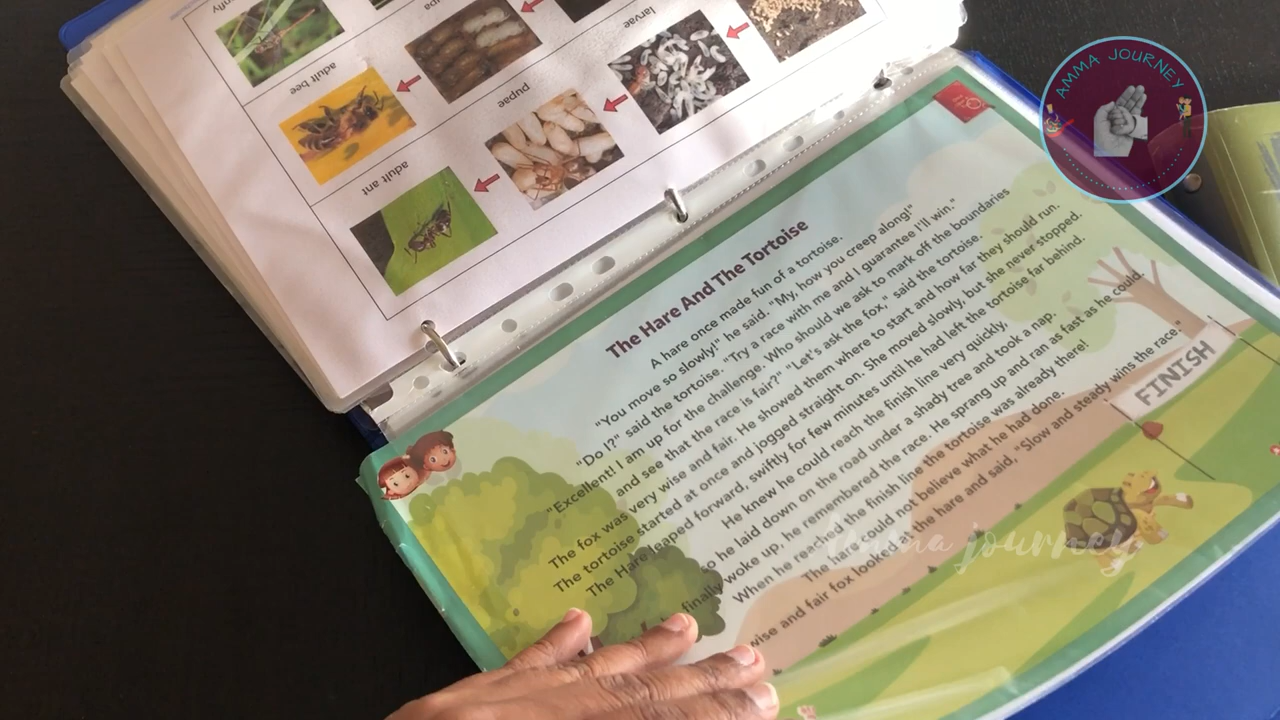 AMMA JOURNEY
adult bee
larvae
pupae
adult ant
The Hare And The Tortoise
A hare once made fun of a tortoise.
"You move so slowly!" he said. "My, how you creep along!"
"Do I?" said the tortoise. "Try a race with me and I guarantee I'll win."
"Excellent! I am up for the challenge. Who should we ask to mark off the boundaries
and see that the race is fair?" "Let's ask the fox," said the tortoise.
The fox was very wise and fair. He showed them where to start and how far they should run.
The tortoise started at once and jogged straight on. She moved slowly, but she never stopped.
The Hare leaped forward, swiftly for few minutes until he had left the tortoise far behind.
He knew he could reach the finish line very quickly,
so he laid down on the road under a shady tree and took a nap.
finally woke up, he remembered the race. He sprang up and ran as fast as he could.
When he reached the finish line the tortoise was already there!
The hare could not believe what he had done.
wise and fair fox looked the hare and said, "Slow and steady wins the race."
FINISH
Amma journey